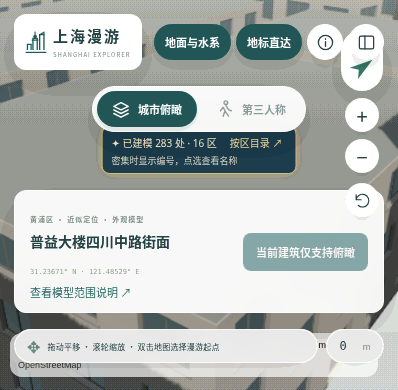 上海漫游
SHANGHAI EXPLORER
地面与水系
地标直达
城市俯瞰
第三人称
✦ 已建模 283 处 · 16 区 按区目录 ↗
密集时显示编号，点选查看名称
黄浦区 · 近似定位 · 外观模型
普益大楼四川中路街面
31.23671° N · 121.48529° E
当前建筑仅支持俯瞰
查看模型范围说明 ↗
拖动平移 · 滚轮缩放 · 双击地图选择漫游起点
m
0 m
OpenStreetMap